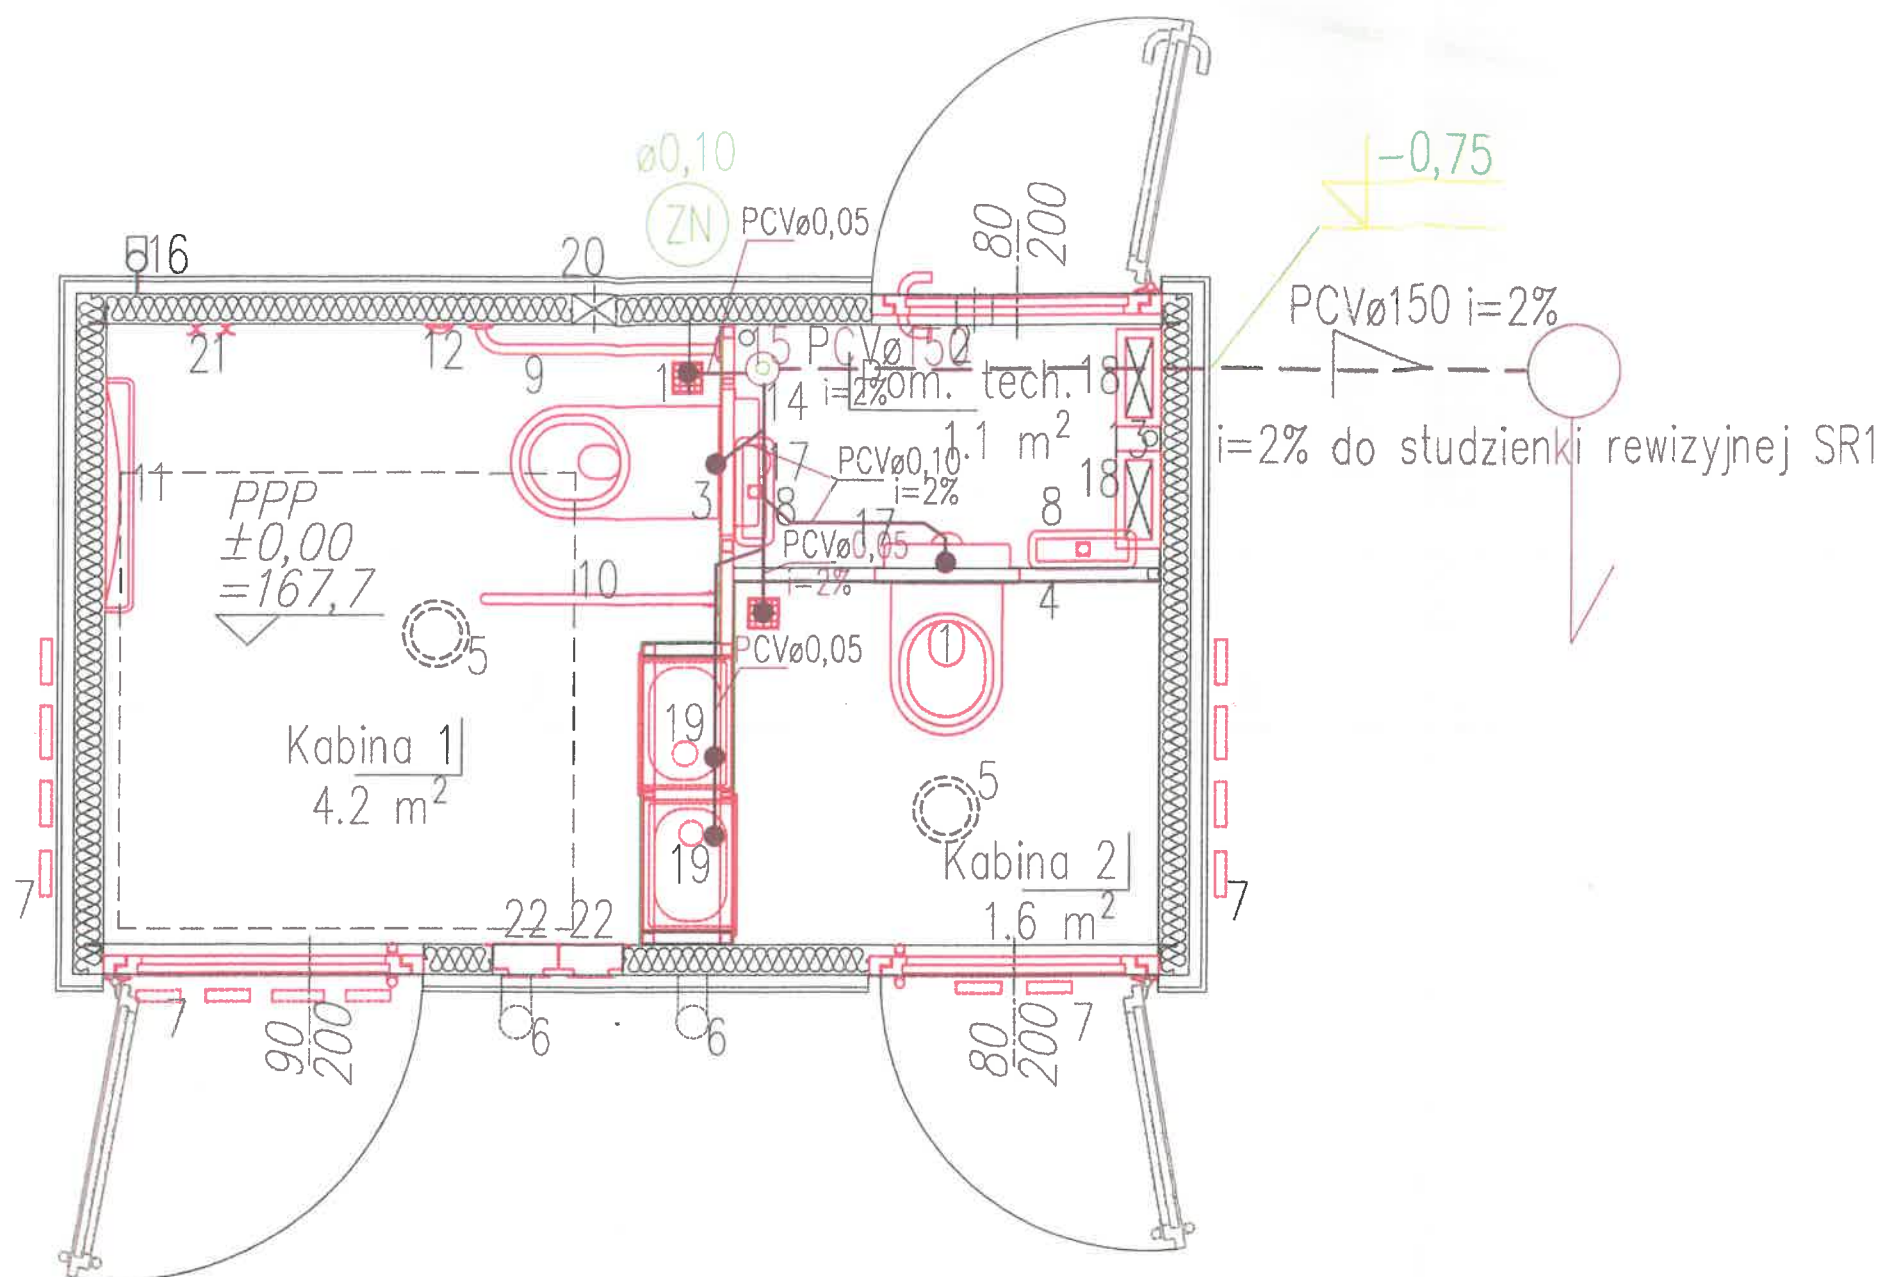 ø0,10
ZN
PCVø0,05
80
200
-0,75
16
20
PCVø150 i=2%
21
12
9
1
15
PCVø150
2
14
i=2%
Pom. tech.
1.1 m²
18
13
18
i=2% do studzienki rewizyjnej SR1
11
PPP
±0,00
=167,7
3
17
8
PCVø0,10
i=2%
17
8
PCVø0,05
i=2%
10
4
5
PCVø0,05
1
19
19
Kabina 1
4.2 m²
5
Kabina 2
1.6 m²
7
7
22
22
7
90
200
6
6
80
200
7